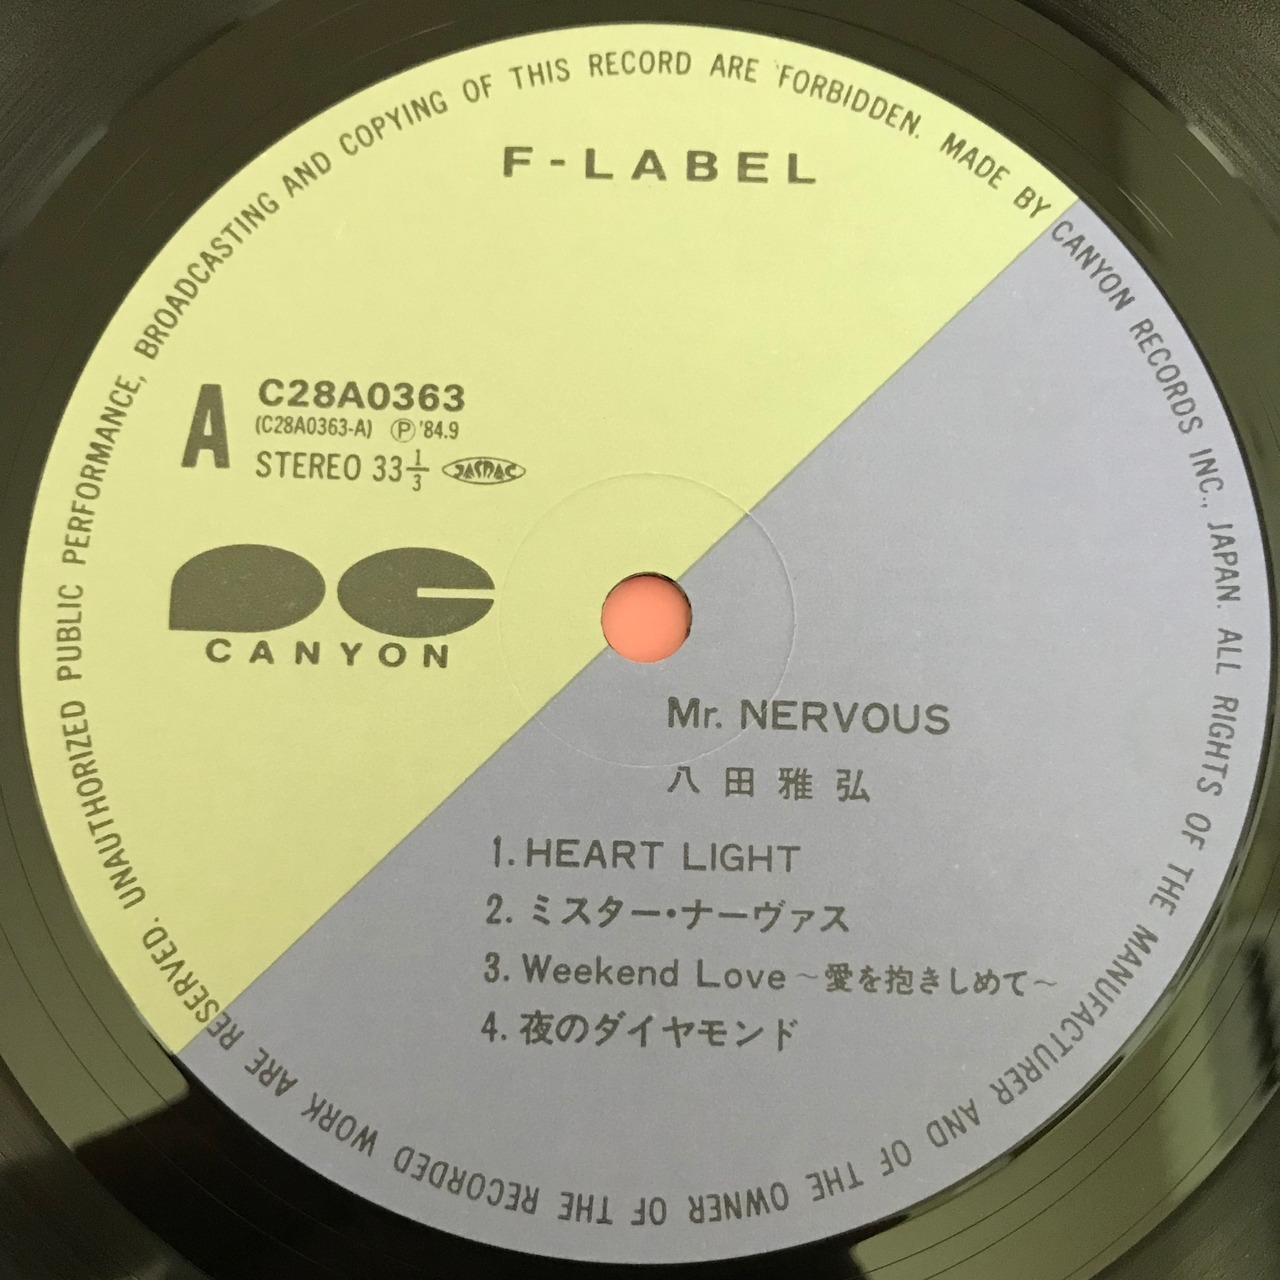 F-LABEL
A
C28A0363
(C28A0363-A) Ⓟ'84.9
STEREO 33 1/3 JASRAC
PC
CANYON
Mr. NERVOUS
八田雅弘
1. HEART LIGHT
2. ミスター・ナーヴァス
3. Weekend Love ～愛を抱きしめて～
4. 夜のダイヤモンド
MADE BY CANYON RECORDS INC., JAPAN. ALL RIGHTS OF THE MANUFACTURER AND OF THE OWNER OF THE RECORDED WORK ARE RESERVED. UNAUTHORIZED PUBLIC PERFORMANCE, BROADCASTING AND COPYING OF THIS RECORD ARE FORBIDDEN.